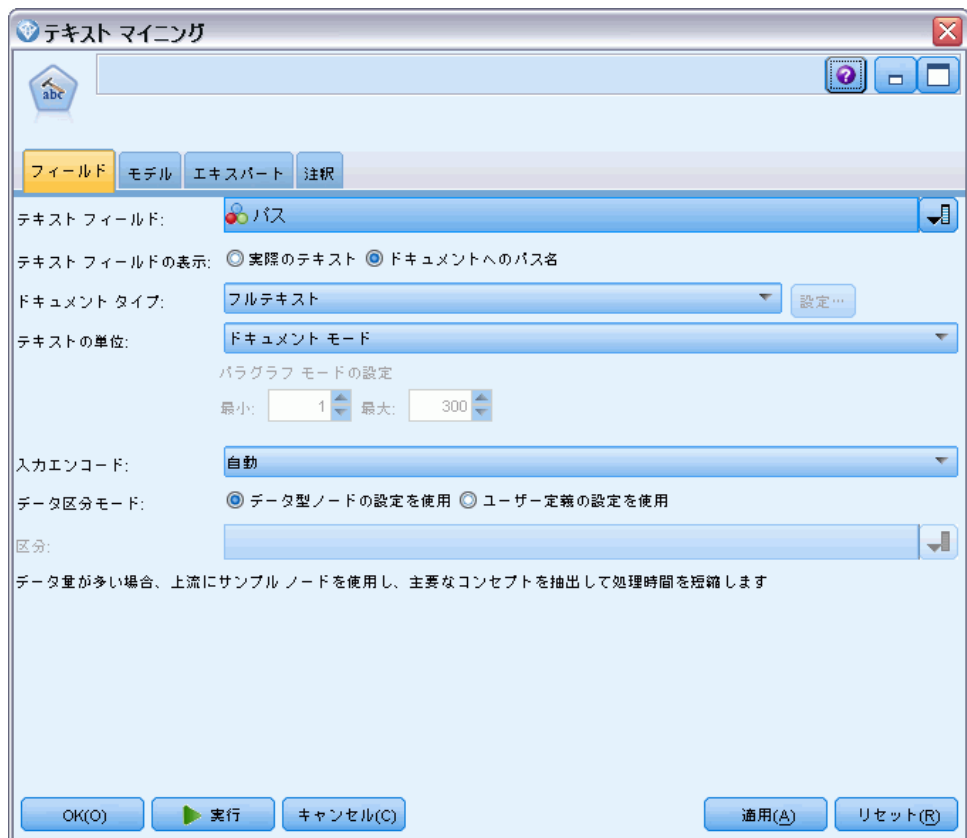 テキスト マイニング
abc
フィールド モデル エキスパート 注釈
テキスト フィールド: パス
テキスト フィールドの表示: 実際のテキスト ドキュメントへのパス名
ドキュメント タイプ: フルテキスト 設定…
テキストの単位: ドキュメント モード
パラグラフ モードの設定
最小: 1 最大: 300
入力エンコード: 自動
データ区分モード: データ型ノードの設定を使用 ユーザー定義の設定を使用
区分:
データ量が多い場合、上流にサンプル ノードを使用し、主要なコンセプトを抽出して処理時間を短縮します
OK(O) 実行 キャンセル(C) 適用(A) リセット(R)